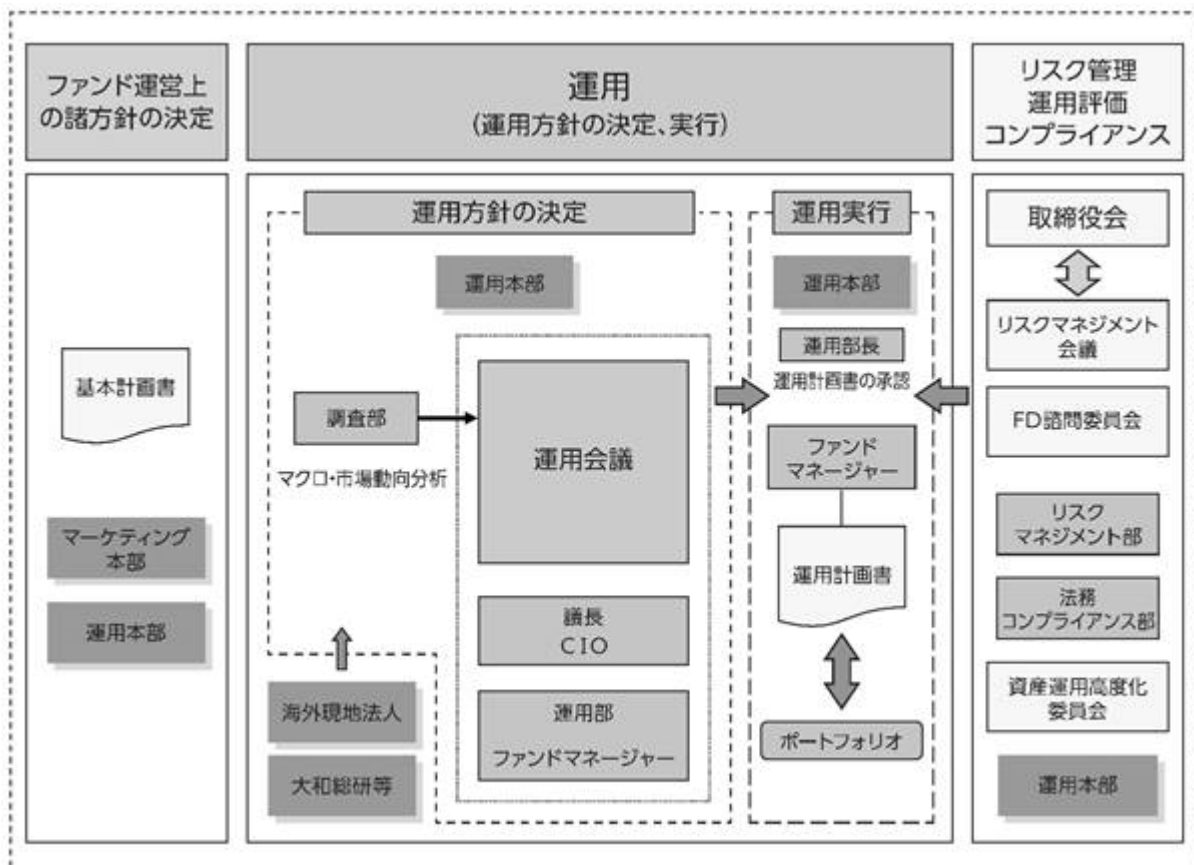 ファンド運営上
の諸方針の決定
運用
(運用方針の決定、実行)
リスク管理
運用評価
コンプライアンス
基本計画書
マーケティング
本部
運用本部
運用方針の決定
運用本部
調査部
マクロ・市場動向分析
運用会議
議長
CIO
運用部
ファンドマネージャー
海外現地法人
大和総研等
運用実行
運用本部
運用部長
運用計画書の承認
ファンド
マネージャー
運用計画書
ポートフォリオ
取締役会
リスクマネジメント
会議
FD諮問委員会
リスク
マネジメント部
法務
コンプライアンス部
資産運用高度化
委員会
運用本部